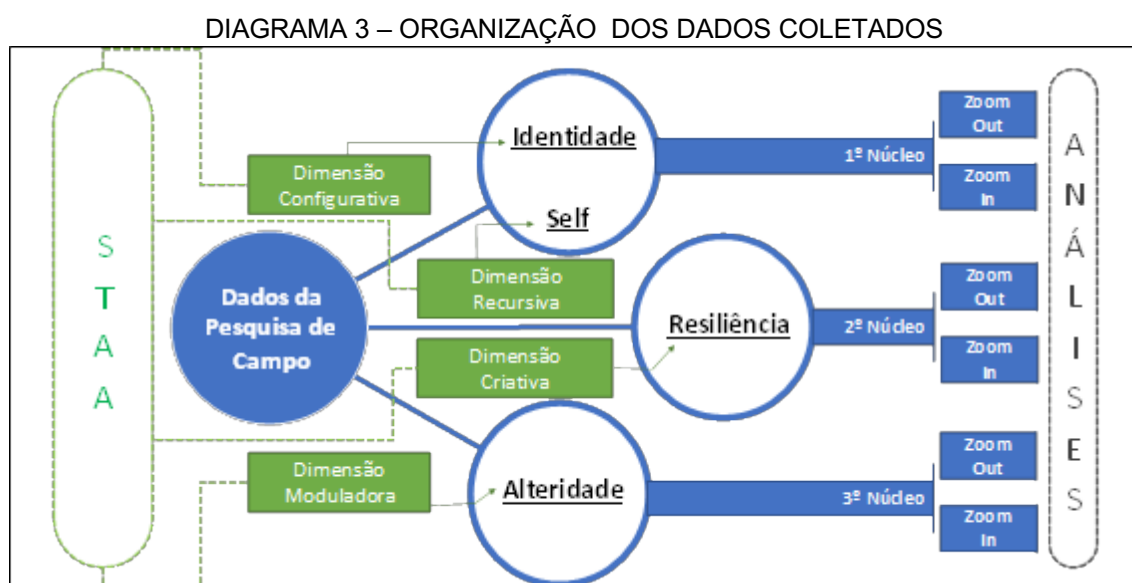 DIAGRAMA 3 – ORGANIZAÇÃO DOS DADOS COLETADOS
S
T
A
A
Dados da
Pesquisa de
Campo
Dimensão
Configurativa
Identidade
Self
Dimensão
Recursiva
1º Núcleo
Zoom
Out
Zoom
In
Dimensão
Criativa
Resiliência
2º Núcleo
Zoom
Out
Zoom
In
Dimensão
Moduladora
Alteridade
3º Núcleo
Zoom
Out
Zoom
In
A
N
Á
L
I
S
E
S